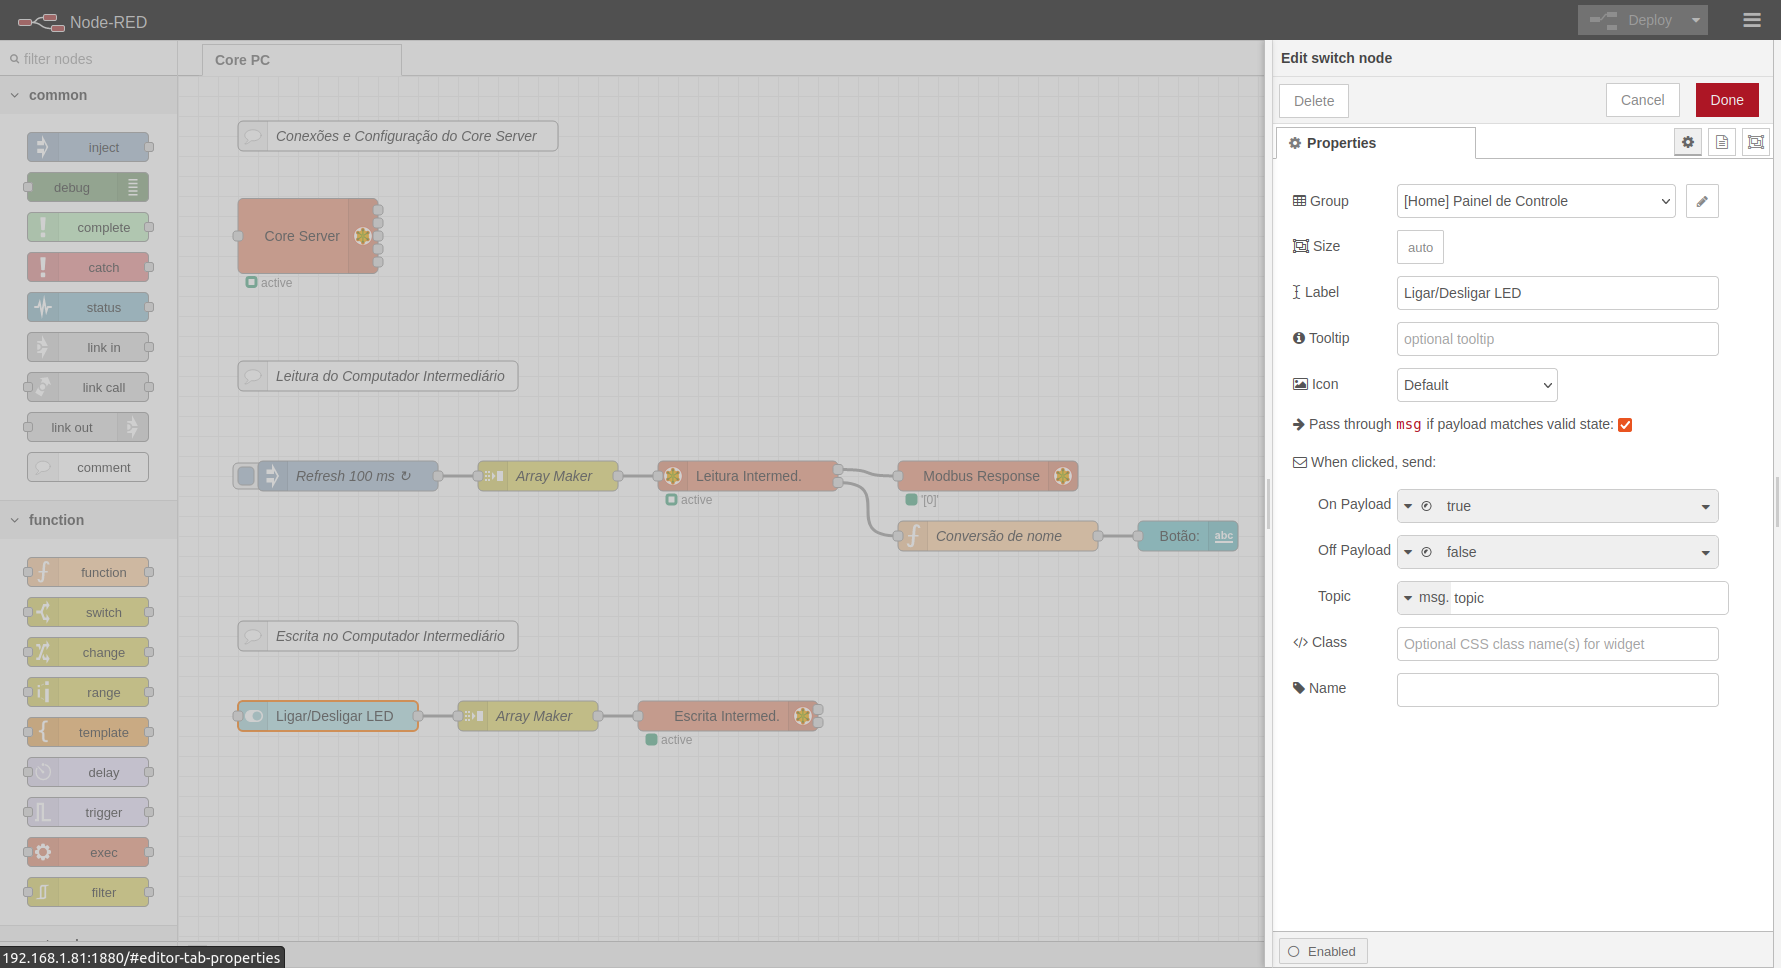 Node-RED
Deploy
filter nodes
common
inject
debug
complete
catch
status
link in
link call
link out
comment
function
function
switch
change
range
template
delay
trigger
exec
filter
192.168.1.81:1880/#editor-tab-properties
Core PC
Conexões e Configuração do Core Server
Core Server
active
Leitura do Computador Intermediário
Refresh 100 ms ↻
Array Maker
Leitura Intermed.
active
Modbus Response
'[0]'
Conversão de nome
Botão:
abc
Escrita no Computador Intermediário
Ligar/Desligar LED
Array Maker
Escrita Intermed.
active
Edit switch node
Delete
Cancel
Done
Properties
Group
[Home] Painel de Controle
Size
auto
Label
Ligar/Desligar LED
Tooltip
optional tooltip
Icon
Default
Pass through msg if payload matches valid state:
When clicked, send:
On Payload
true
Off Payload
false
Topic
msg. topic
Class
Optional CSS class name(s) for widget
Name
Enabled